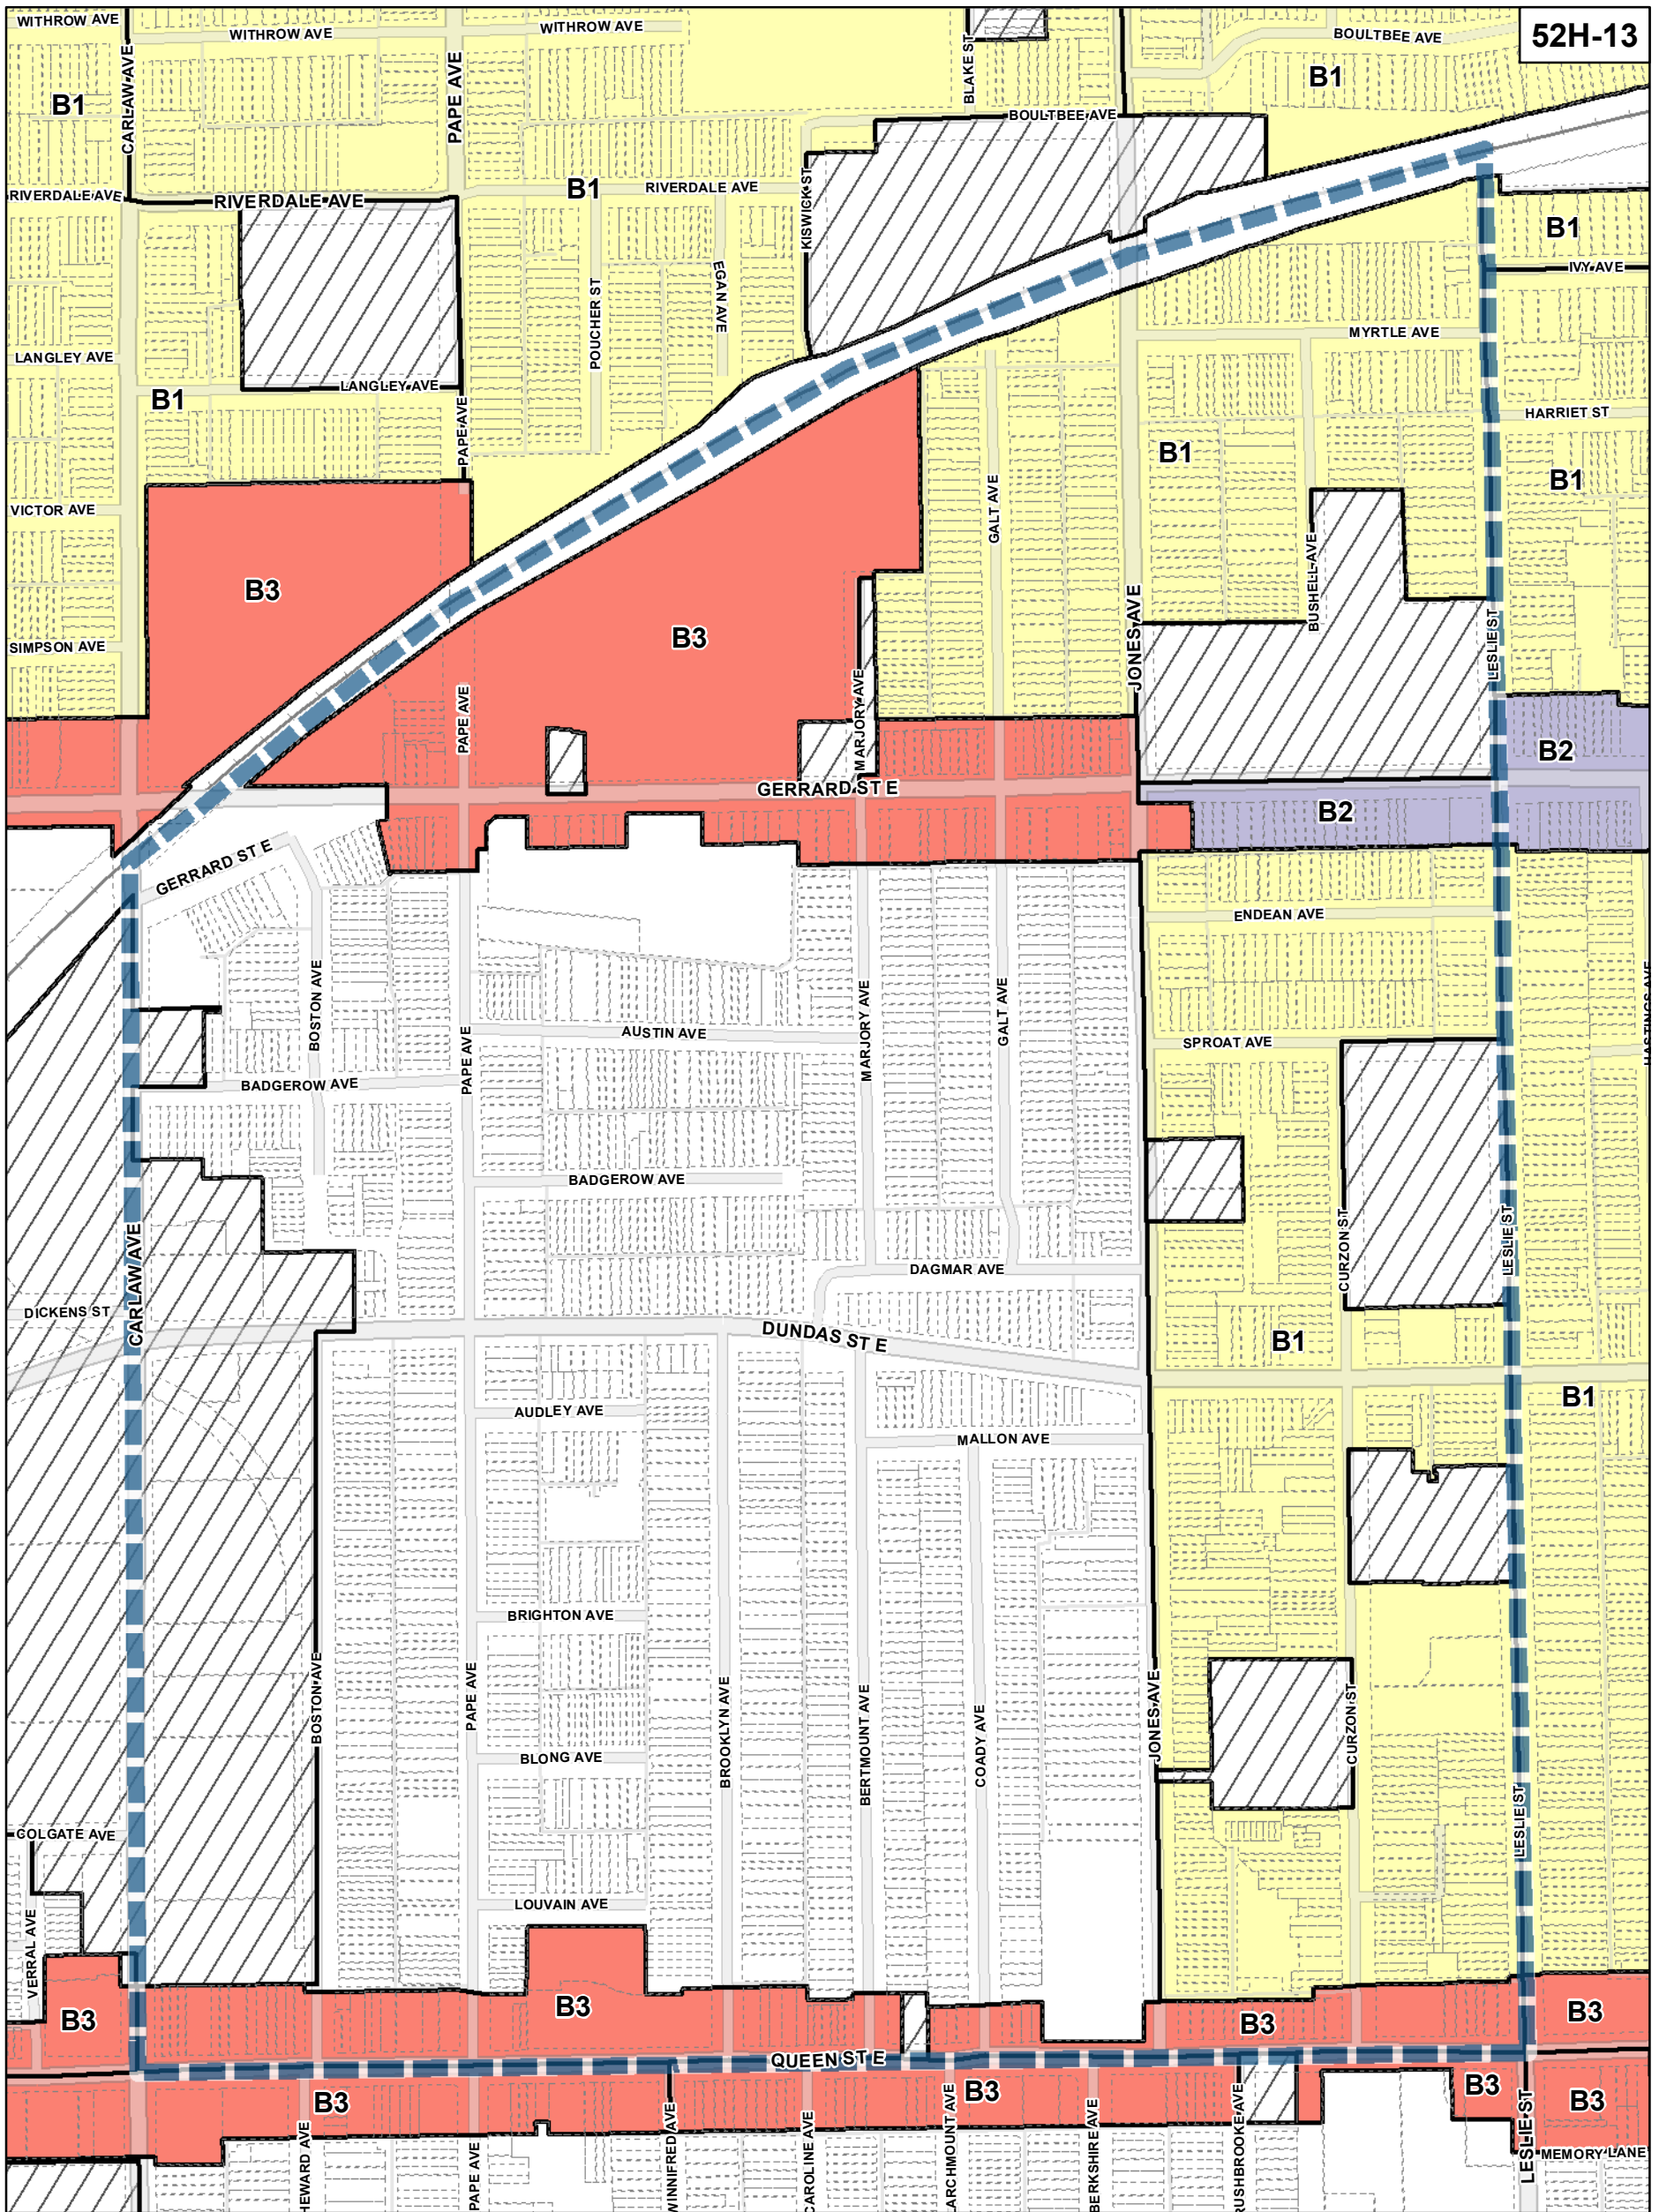 WITHROW AVE
WITHROW AVE
WITHROW AVE
BOULTBEE AVE
52H-13
CARLAW AVE
PAPE AVE
BLAKE ST
B1
B1
BOULTBEE AVE
RIVERDALE AVE
RIVERDALE AVE
B1
RIVERDALE AVE
KISWICK ST
B1
IVY AVE
EGAN AVE
POUCHER ST
MYRTLE AVE
LANGLEY AVE
LANGLEY AVE
B1
PAPE AVE
HARRIET ST
B1
B1
VICTOR AVE
GALT AVE
B3
BUSHELL AVE
B3
JONES AVE
SIMPSON AVE
LESLIE ST
PAPE AVE
MARJORY AVE
B2
GERRARD ST E
B2
GERRARD ST E
ENDEAN AVE
BOSTON AVE
HASTINGS AVE
MARJORY AVE
GALT AVE
AUSTIN AVE
SPROAT AVE
PAPE AVE
BADGEROW AVE
BADGEROW AVE
CURZON ST
LESLIE ST
DAGMAR AVE
CARLAW AVE
DICKENS ST
DUNDAS ST E
B1
B1
AUDLEY AVE
MALLON AVE
BRIGHTON AVE
BOSTON AVE
PAPE AVE
BROOKLYN AVE
BERTMOUNT AVE
COADY AVE
JONES AVE
CURZON ST
BLONG AVE
LESLIE ST
COLGATE AVE
LOUVAIN AVE
VERRAL AVE
B3
B3
B3
B3
QUEEN ST E
B3
B3
B3
B3
HEWARD AVE
PAPE AVE
WINNIFRED AVE
CAROLINE AVE
LARCHMOUNT AVE
BERKSHIRE AVE
RUSHBROOKE AVE
LESLIE ST
MEMORY LANE